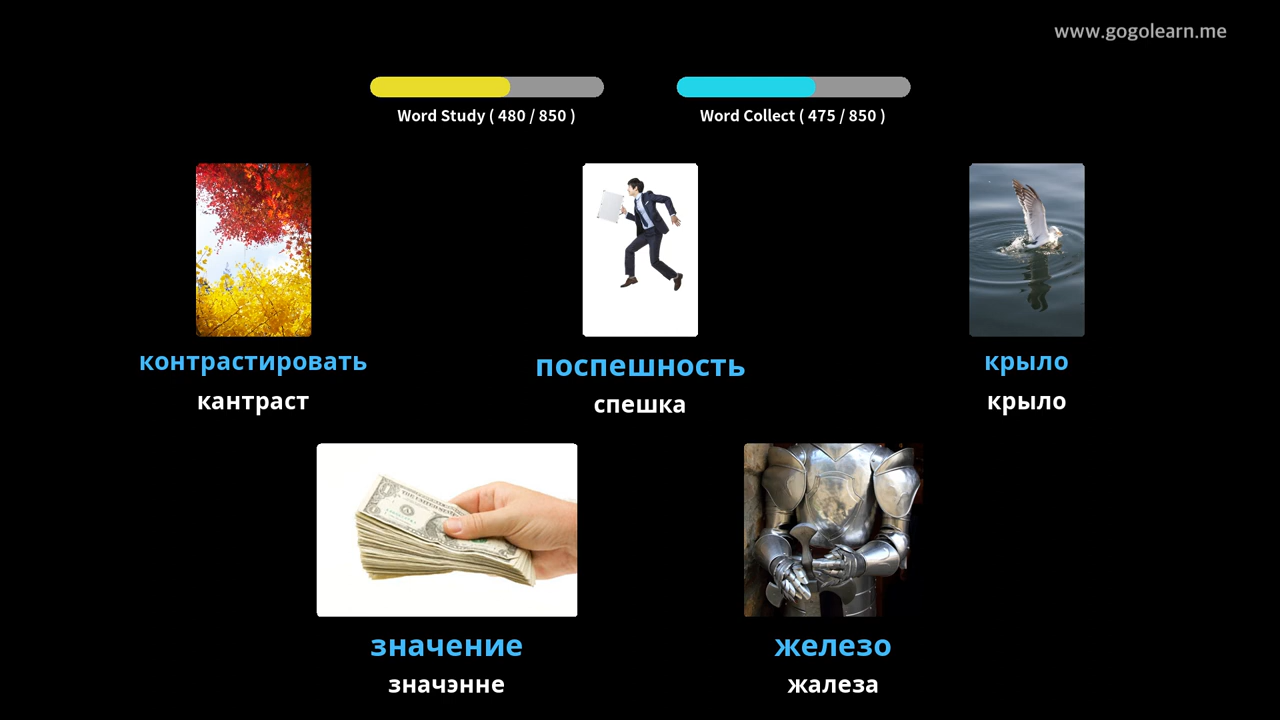 www.gogolearn.me
Word Study ( 480 / 850 )
Word Collect ( 475 / 850 )
контрастировать
кантраст
поспешность
спешка
крыло
крыло
значение
значэнне
железо
жалеза